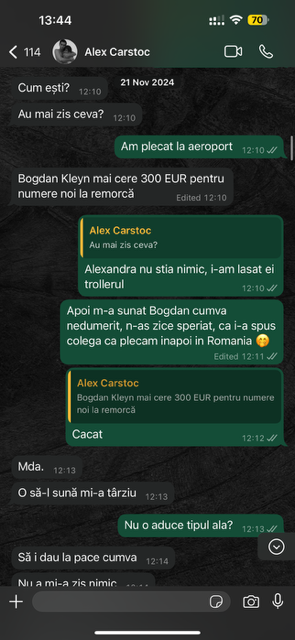 13:44
70
114
Alex Carstoc
21 Nov 2024
Cum ești?
12:10
Au mai zis ceva?
12:10
Am plecat la aeroport
12:10
Bogdan Kleyn mai cere 300 EUR pentru
numere noi la remorcă
Edited 12:10
Alex Carstoc
Au mai zis ceva?
Alexandra nu stia nimic, i-am lasat ei
trollerul
12:10
Apoi m-a sunat Bogdan cumva
nedumerit, n-as zice speriat, ca i-a spus
colega ca plecam inapoi in Romania 🤭
Edited 12:11
Alex Carstoc
Bogdan Kleyn mai cere 300 EUR pentru numere
noi la remorcă
Cacat
12:12
Mda.
12:13
O să-l sună mi-a târziu
12:13
Nu o aduce tipul ala?
12:13
Să i dau la pace cumva
12:14
Nu a mi-a zis nimic